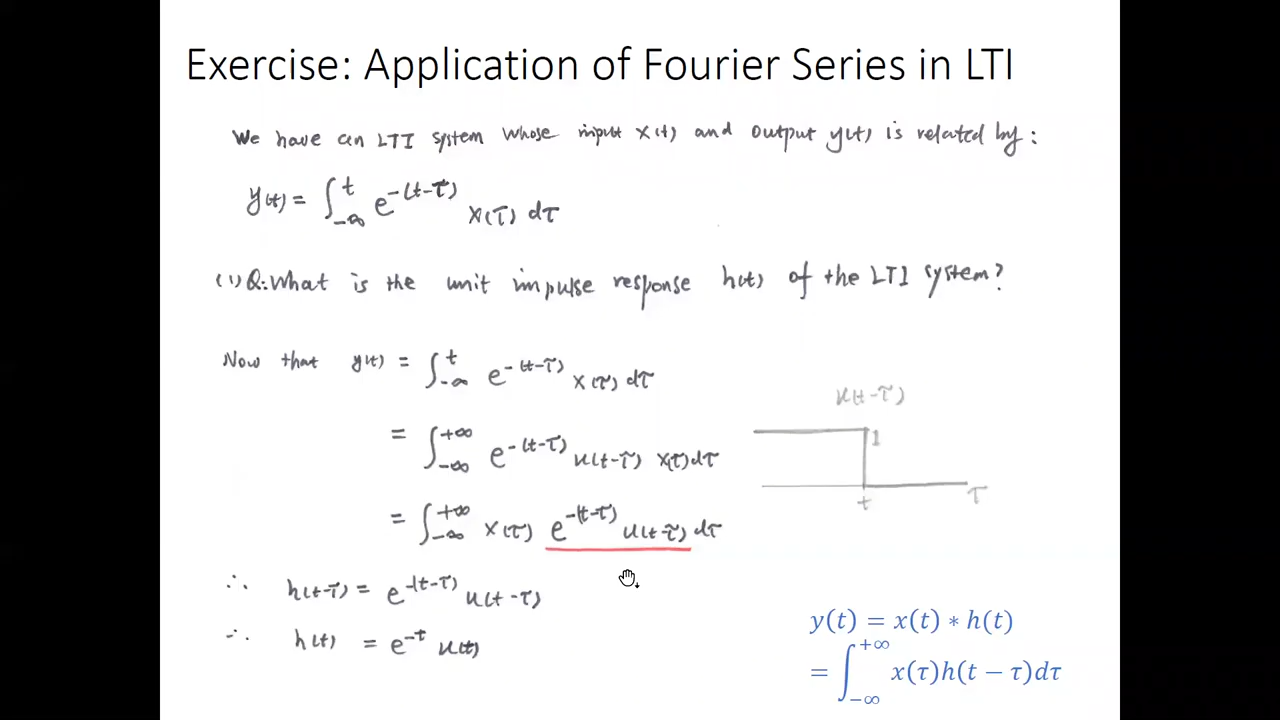 Exercise: Application of Fourier Series in LTI
We have an LTI system whose input x(t) and output y(t) is related by:
y(t) = ∫_{-∞}^{t} e^{-(t-τ)} x(τ) dτ
(1) Q: What is the unit impulse response h(t) of the LTI system?
Now that y(t) = ∫_{-∞}^{t} e^{-(t-τ)} x(τ) dτ
u(t-τ)
= ∫_{-∞}^{+∞} e^{-(t-τ)} u(t-τ) x(τ) dτ
1
t
τ
= ∫_{-∞}^{+∞} x(τ) e^{-(t-τ)} u(t-τ) dτ
∴ h(t-τ) = e^{-(t-τ)} u(t-τ)
∴ h(t) = e^{-t} u(t)
y(t) = x(t) ∗ h(t)
= ∫_{-∞}^{+∞} x(τ)h(t − τ)dτ